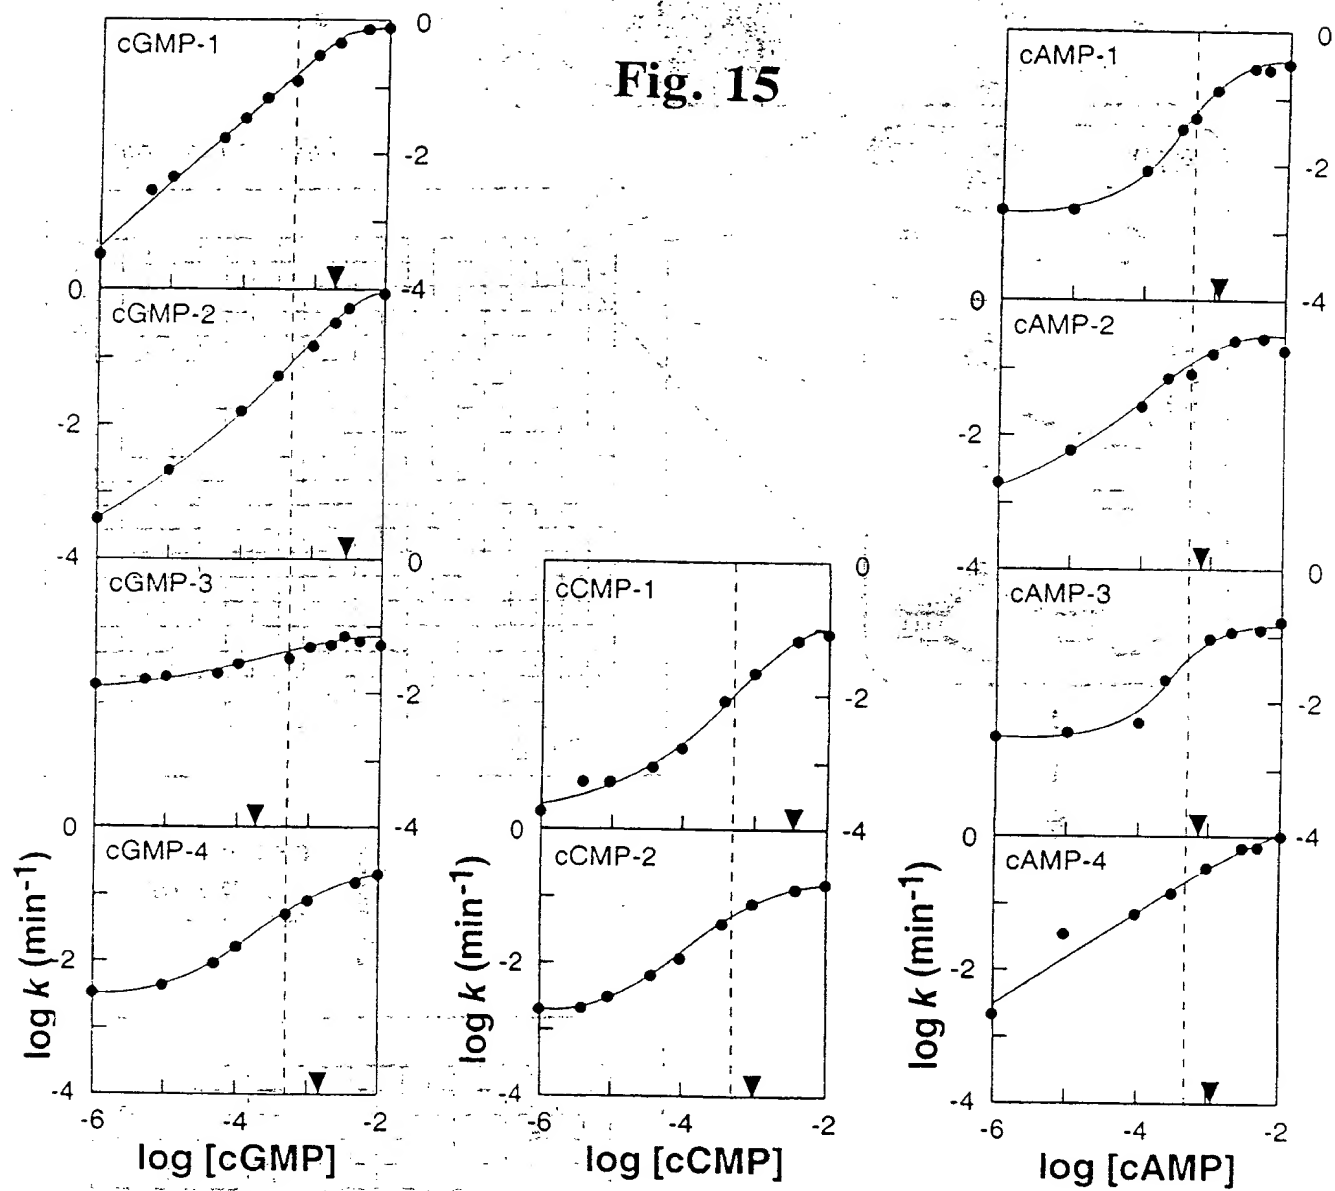 Fig. 15
cGMP-1
0
-2
-4
0
cGMP-2
-2
-4
cGMP-3
0
-2
-4
0
cGMP-4
-2
-4
-6
-4
-2
log k (min⁻¹)
log [cGMP]
cCMP-1
0
-2
-4
0
cCMP-2
-2
-4
-6
-4
-2
log k (min⁻¹)
log [cCMP]
cAMP-1
0
-2
-4
0
cAMP-2
-2
-4
cAMP-3
0
-2
-4
0
cAMP-4
-2
-4
-6
-4
-2
log k (min⁻¹)
log [cAMP]